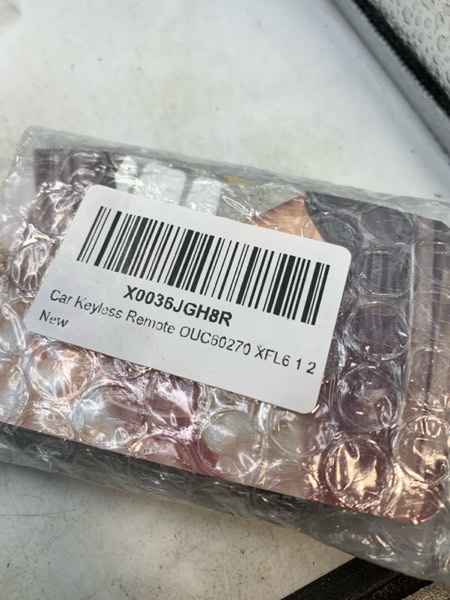 X0036JGH8R
Car Keyless Remote OUC60270 XFL6 1 2
New